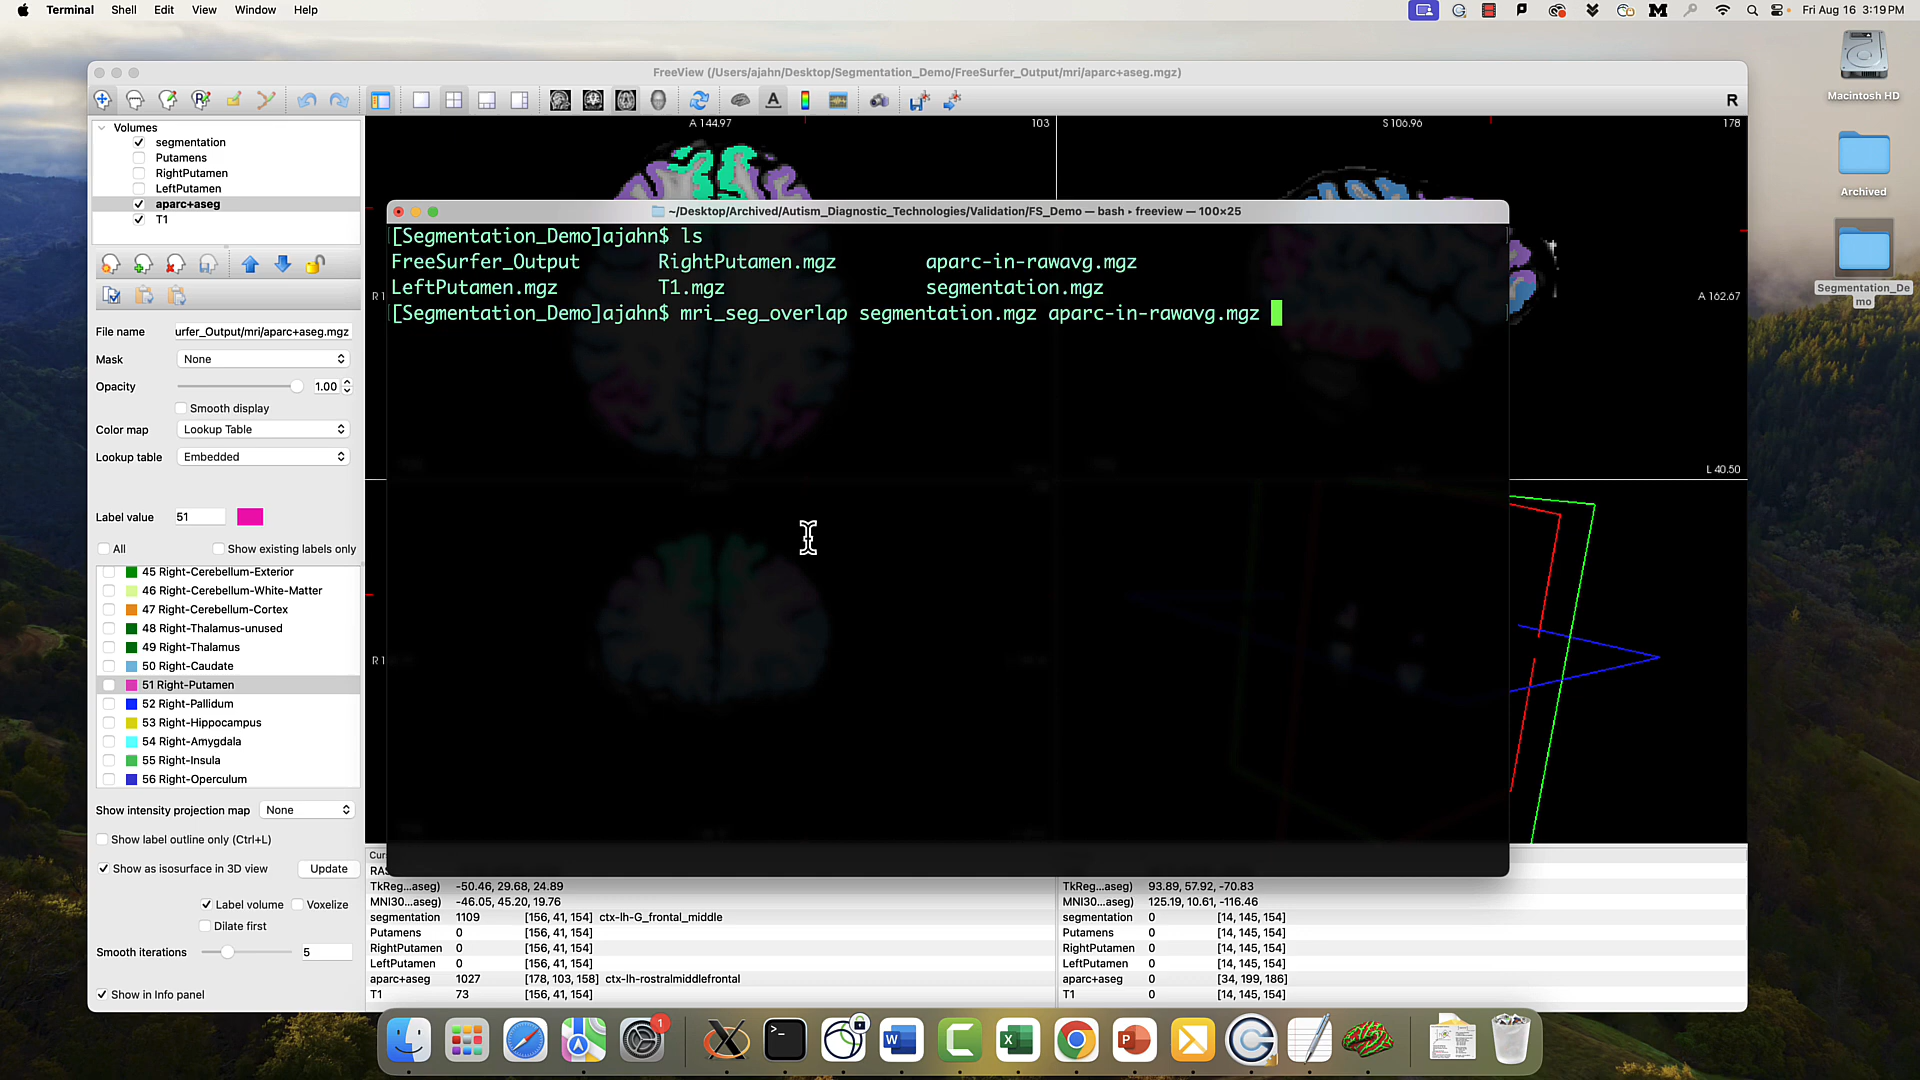 Terminal Shell Edit View Window Help
Fri Aug 16 3:19 PM
FreeView (/Users/ajahn/Desktop/Segmentation_Demo/FreeSurfer_Output/mri/aparc+aseg.mgz)
R
Volumes
segmentation
Putamens
RightPutamen
LeftPutamen
aparc+aseg
T1
File name urfer_Output/mri/aparc+aseg.mgz
Mask None
Opacity 1.00
Smooth display
Color map Lookup Table
Lookup table Embedded
Label value 51
All Show existing labels only
45 Right-Cerebellum-Exterior
46 Right-Cerebellum-White-Matter
47 Right-Cerebellum-Cortex
48 Right-Thalamus-unused
49 Right-Thalamus
50 Right-Caudate
51 Right-Putamen
52 Right-Pallidum
53 Right-Hippocampus
54 Right-Amygdala
55 Right-Insula
56 Right-Operculum
Show intensity projection map None
Show label outline only (Ctrl+L)
Show as isosurface in 3D view Update
Label volume Voxelize
Dilate first
Smooth iterations 5
Show in Info panel
A 144.97 103
S 106.96 178
R 1
A 162.67
L 40.50
R 1
~/Desktop/Archived/Autism_Diagnostic_Technologies/Validation/FS_Demo — bash ▸ freeview — 100×25
[[Segmentation_Demo]ajahn$ ls
FreeSurfer_Output RightPutamen.mgz aparc-in-rawavg.mgz
LeftPutamen.mgz T1.mgz segmentation.mgz
[[Segmentation_Demo]ajahn$ mri_seg_overlap segmentation.mgz aparc-in-rawavg.mgz
Cur
RAS
TkReg...aseg) -50.46, 29.68, 24.89
MNI30...aseg) -46.05, 45.20, 19.76
segmentation 1109 [156, 41, 154] ctx-lh-G_frontal_middle
Putamens 0 [156, 41, 154]
RightPutamen 0 [156, 41, 154]
LeftPutamen 0 [156, 41, 154]
aparc+aseg 1027 [178, 103, 158] ctx-lh-rostralmiddlefrontal
T1 73 [156, 41, 154]
TkReg...aseg) 93.89, 57.92, -70.83
MNI30...aseg) 125.19, 10.61, -116.46
segmentation 0 [14, 145, 154]
Putamens 0 [14, 145, 154]
RightPutamen 0 [14, 145, 154]
LeftPutamen 0 [14, 145, 154]
aparc+aseg 0 [34, 199, 186]
T1 0 [14, 145, 154]
Macintosh HD
Archived
Segmentation_De
mo
1